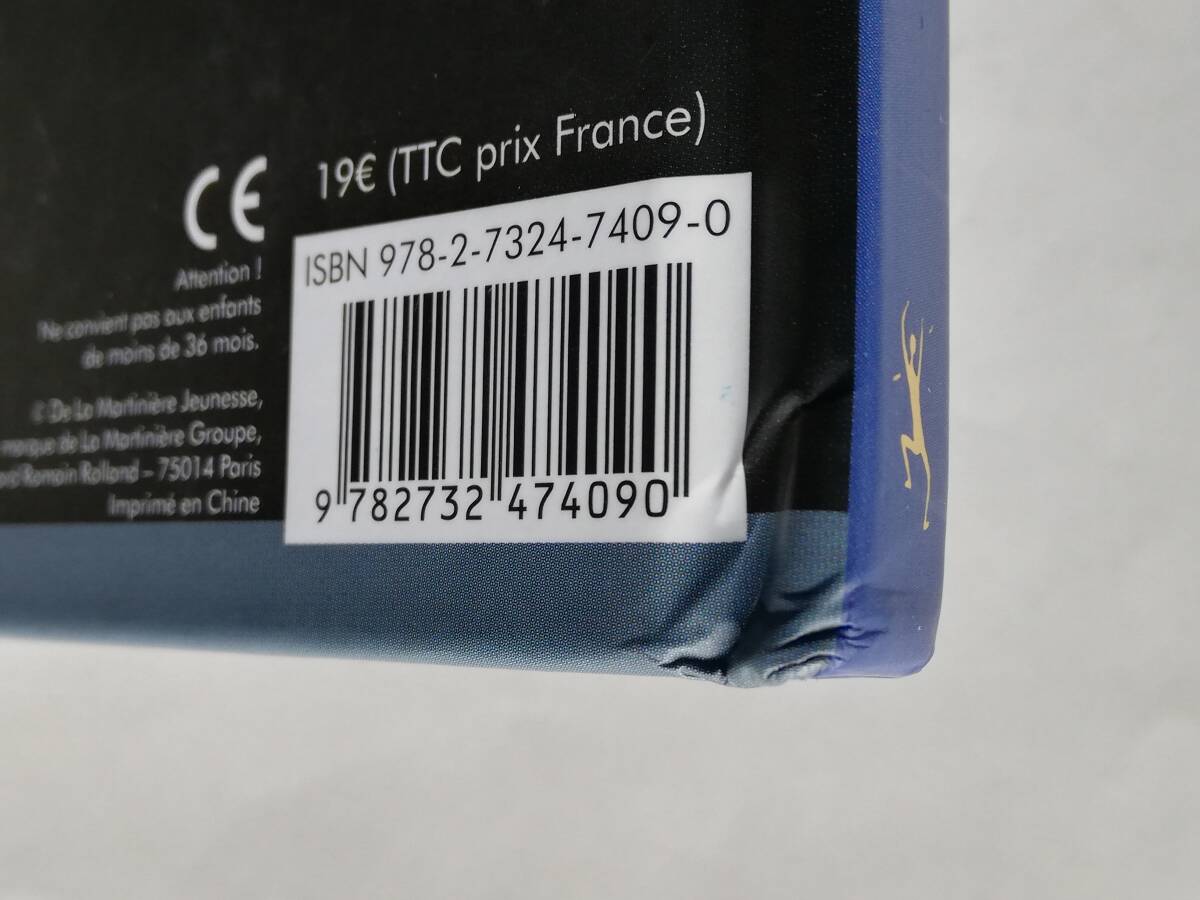 19€ (TTC prix France)
CE
ISBN 978-2-7324-7409-0
Attention !
Ne convient pas aux enfants
de moins de 36 mois.
© De La Martinière Jeunesse,
marque de La Martinière Groupe,
Romain Rolland – 75014 Paris
Imprimé en Chine
9 782732 474090